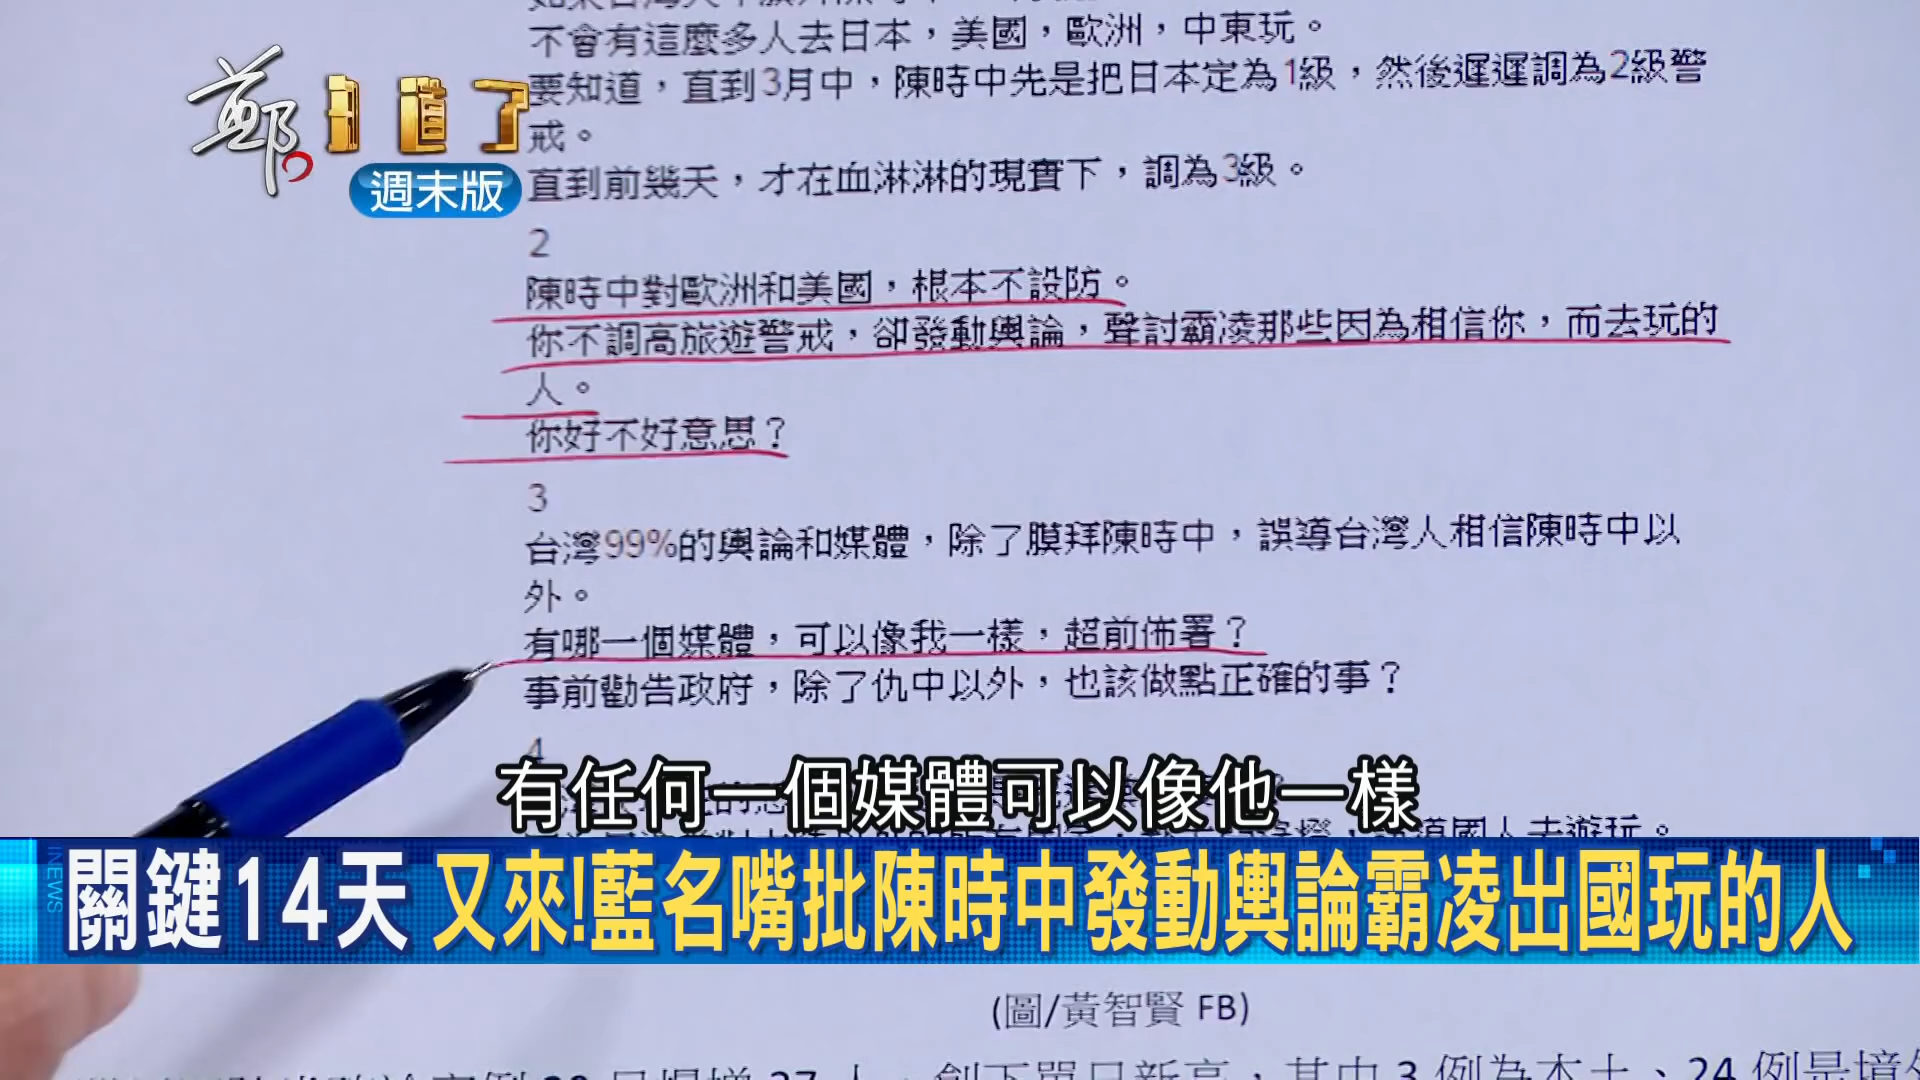 不會有這麼多人去日本，美國，歐洲，中東玩。
鄭知道了
週末版
要知道，直到3月中，陳時中先是把日本定為1級，然後遲遲調為2級警
戒。
直到前幾天，才在血淋淋的現實下，調為3級。
2
陳時中對歐洲和美國，根本不設防。
你不調高旅遊警戒，卻發動輿論，聲討霸凌那些因為相信你，而去玩的
人。
你好不好意思？
3
台灣99%的輿論和媒體，除了膜拜陳時中，誤導台灣人相信陳時中以
外。
有哪一個媒體，可以像我一樣，超前佈署？
事前勸告政府，除了仇中以外，也該做點正確的事？
4
有任何一個媒體可以像他一樣
INEWS
關鍵14天 又來!藍名嘴批陳時中發動輿論霸凌出國玩的人
(圖/黃智賢 FB)